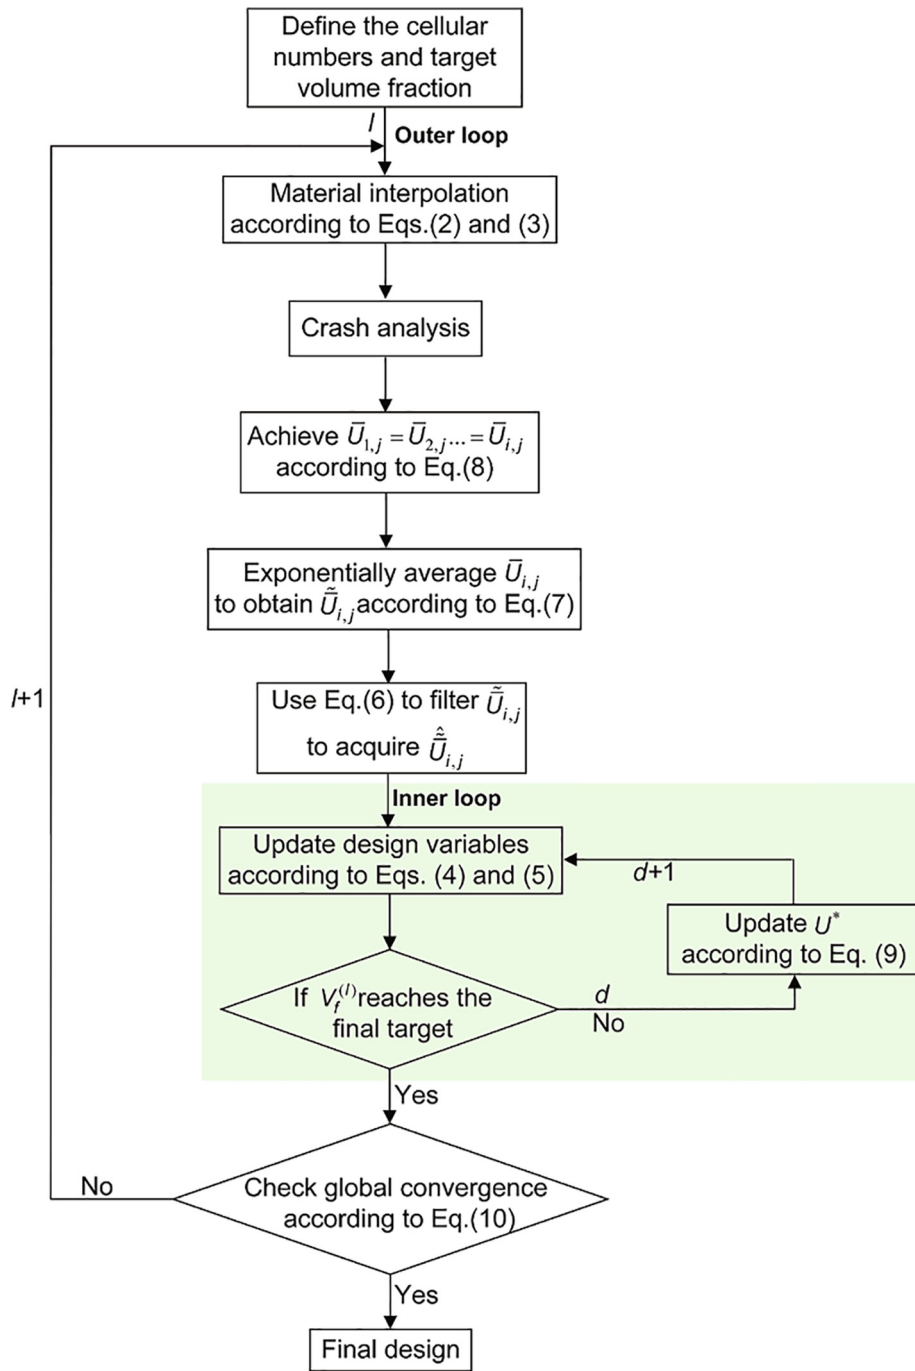 Define the cellular
numbers and target
volume fraction
l
Outer loop
Material interpolation
according to Eqs.(2) and (3)
Crash analysis
Achieve Ū₁,ⱼ = Ū₂,ⱼ... = Ūᵢ,ⱼ
according to Eq.(8)
Exponentially average Ūᵢ,ⱼ
to obtain Ū̃ᵢ,ⱼ according to Eq.(7)
l+1
Use Eq.(6) to filter Ū̃ᵢ,ⱼ
to acquire Ū̃̂ᵢ,ⱼ
Inner loop
Update design variables
according to Eqs. (4) and (5)
d+1
Update U*
according to Eq. (9)
If V_f^(l) reaches the
final target
d
No
Yes
No
Check global convergence
according to Eq.(10)
Yes
Final design